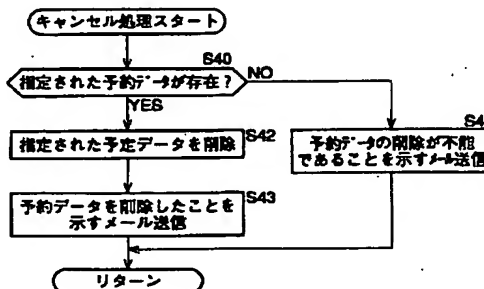 キャンセル処理スタート
S40
指定された予約データが存在?
NO
YES
S42
指定された予定データを削除
S4
予約データの削除が不能
であることを示すメール送信
S43
予約データを削除したことを
示すメール送信
リターン